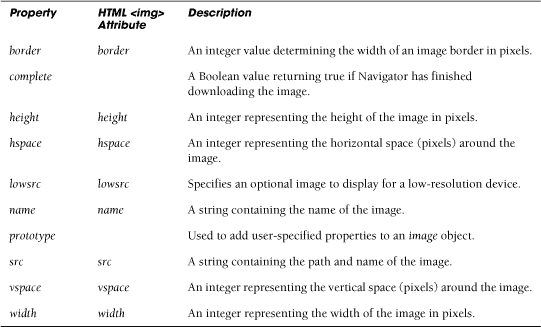 Property HTML <img> Description
Attribute
border border An integer value determining the width of an image border in pixels.
complete A Boolean value returning true if Navigator has finished
downloading the image.
height height An integer representing the height of the image in pixels.
hspace hspace An integer representing the horizontal space (pixels) around the
image.
lowsrc lowsrc Specifies an optional image to display for a low-resolution device.
name name A string containing the name of the image.
prototype Used to add user-specified properties to an image object.
src src A string containing the path and name of the image.
vspace vspace An integer representing the vertical space (pixels) around the image.
width width An integer representing the width of the image in pixels.